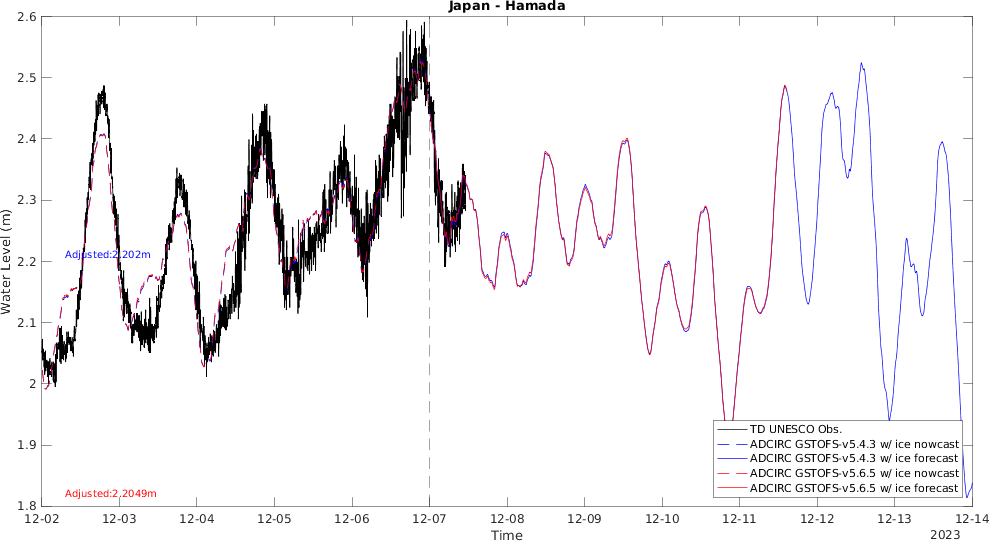 Japan - Hamada
2.6
2.5
2.4
2.3
2.2
2.1
2
1.9
1.8
Water Level (m)
Adjusted:2.202m
Adjusted:2.2049m
TD UNESCO Obs.
ADCIRC GSTOFS-v5.4.3 w/ ice nowcast
ADCIRC GSTOFS-v5.4.3 w/ ice forecast
ADCIRC GSTOFS-v5.6.5 w/ ice nowcast
ADCIRC GSTOFS-v5.6.5 w/ ice forecast
12-02 12-03 12-04 12-05 12-06 12-07 12-08 12-09 12-10 12-11 12-12 12-13 12-14
Time
2023